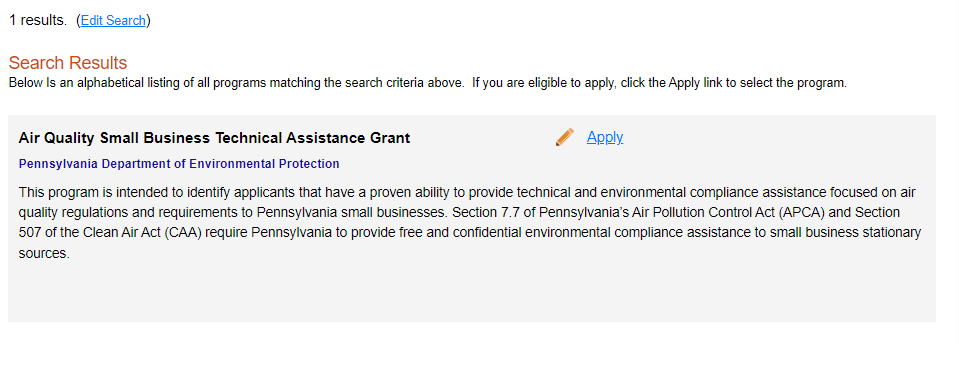 1 results. (Edit Search)
Search Results
Below Is an alphabetical listing of all programs matching the search criteria above. If you are eligible to apply, click the Apply link to select the program.
Air Quality Small Business Technical Assistance Grant
Apply
Pennsylvania Department of Environmental Protection
This program is intended to identify applicants that have a proven ability to provide technical and environmental compliance assistance focused on air
quality regulations and requirements to Pennsylvania small businesses. Section 7.7 of Pennsylvania's Air Pollution Control Act (APCA) and Section
507 of the Clean Air Act (CAA) require Pennsylvania to provide free and confidential environmental compliance assistance to small business stationary
sources.